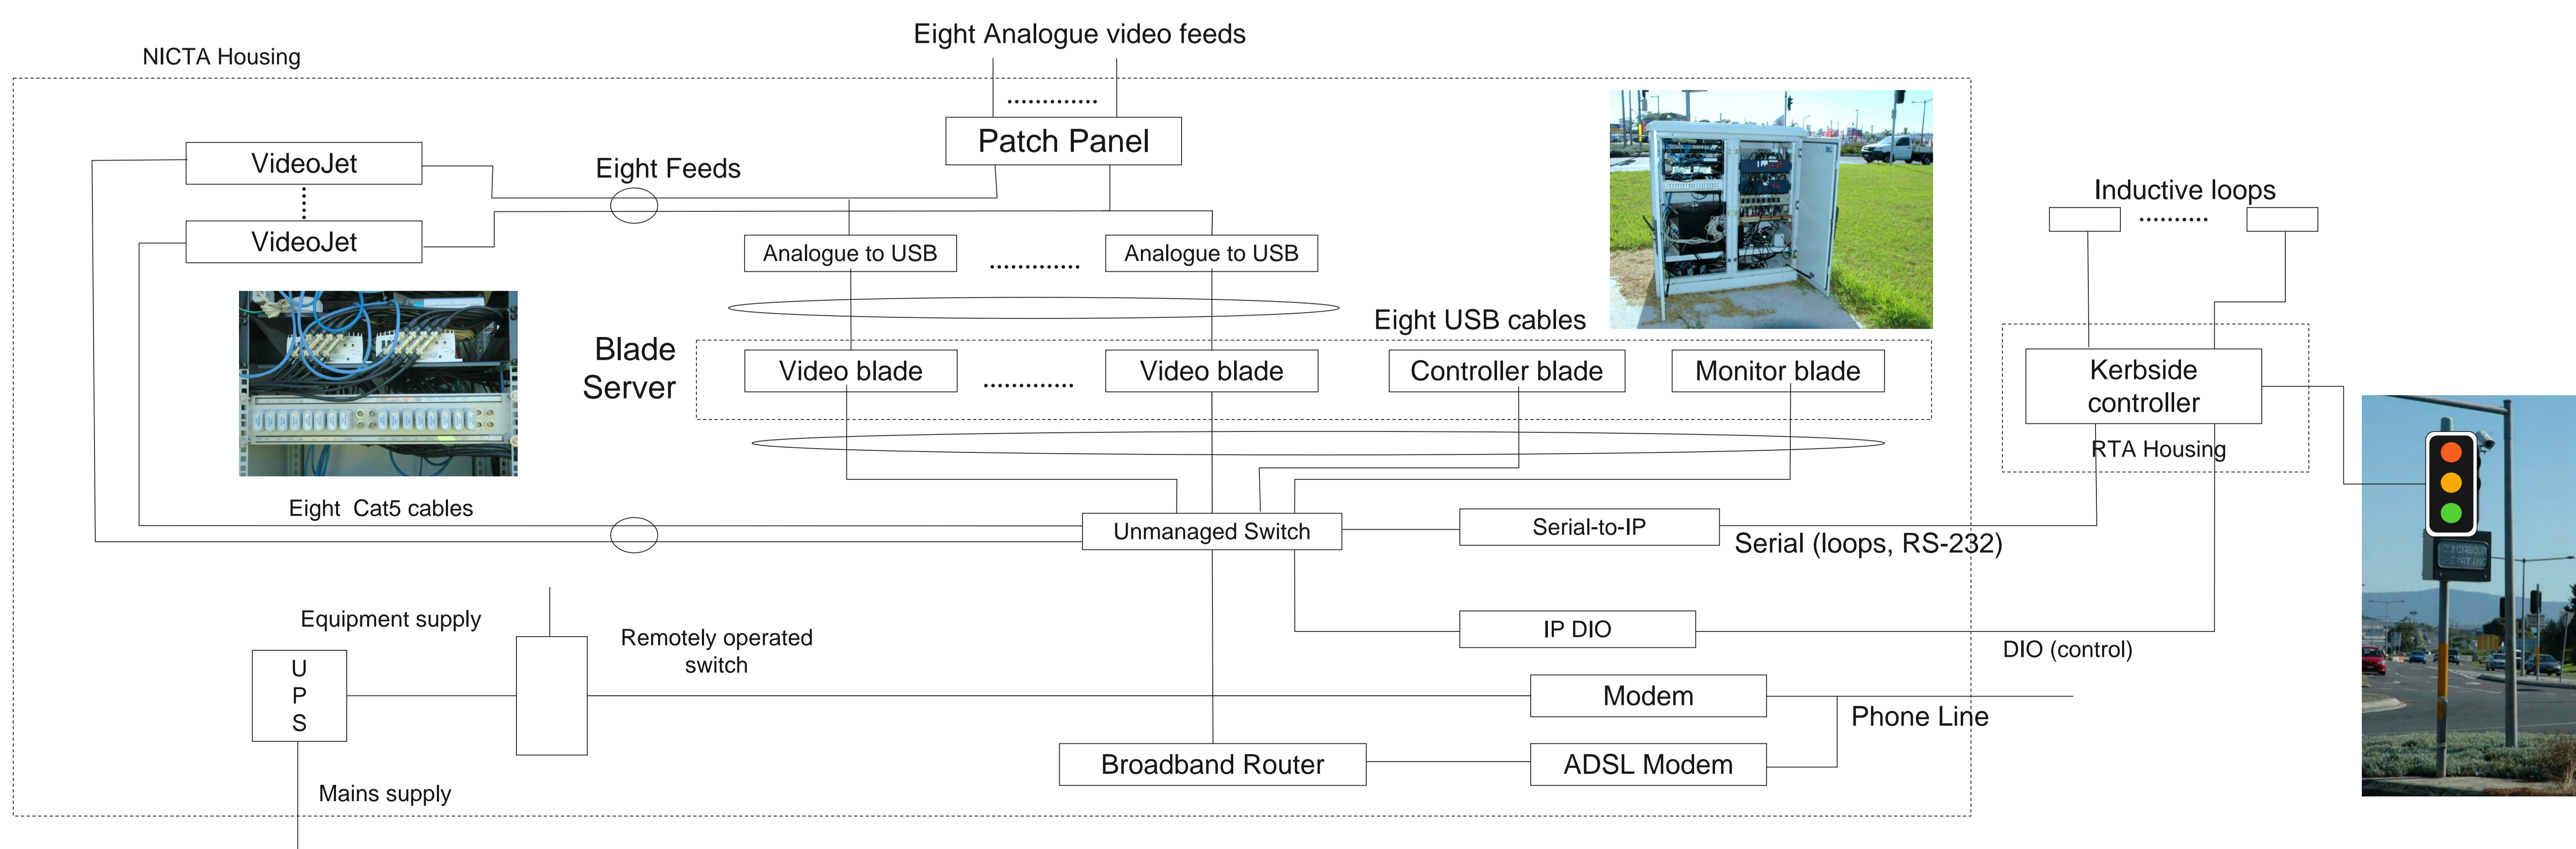 Eight Analogue video feeds
NICTA Housing
Patch Panel
VideoJet
Eight Feeds
VideoJet
Inductive loops
Analogue to USB
Analogue to USB
Eight USB cables
Blade
Server
Video blade
Video blade
Controller blade
Monitor blade
Kerbside
controller
RTA Housing
Eight Cat5 cables
Unmanaged Switch
Serial-to-IP
Serial (loops, RS-232)
Equipment supply
Remotely operated
switch
IP DIO
DIO (control)
U
P
S
Modem
Phone Line
Broadband Router
ADSL Modem
Mains supply